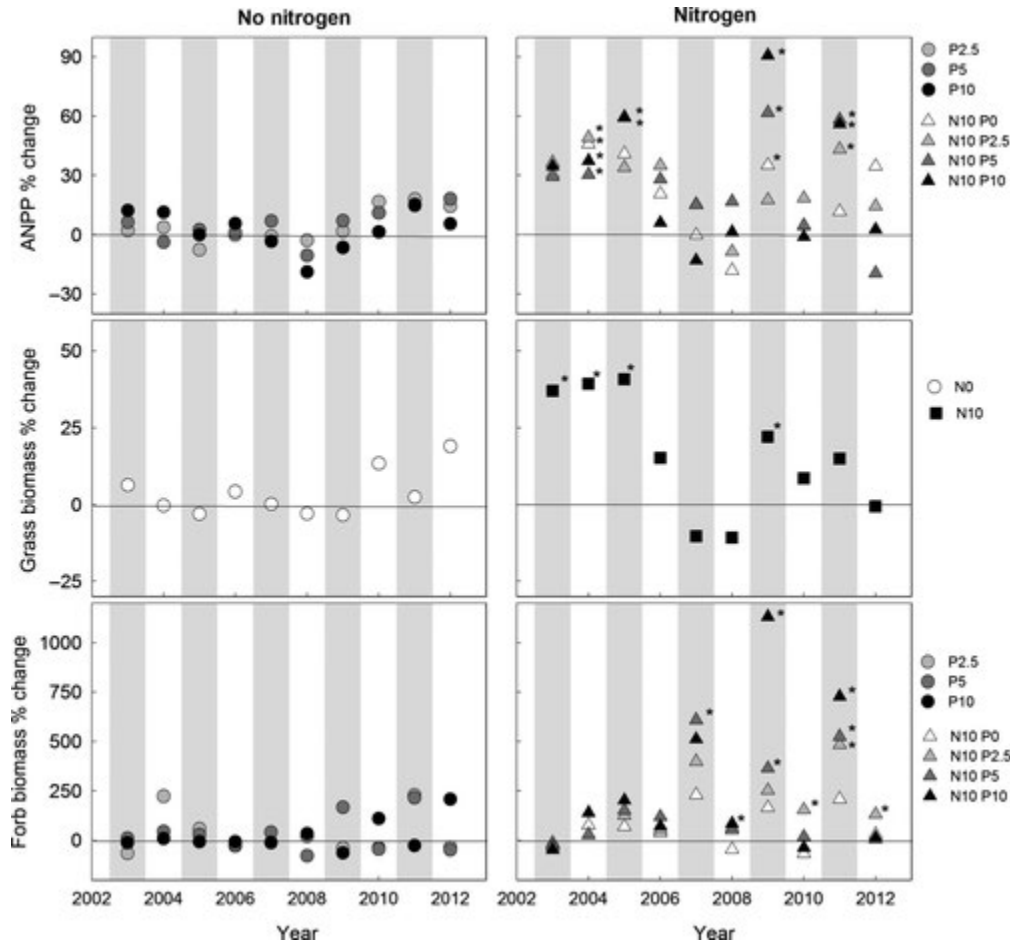 No nitrogen
Nitrogen
ANPP % change
90
60
30
0
−30
P2.5
P5
P10
N10 P0
N10 P2.5
N10 P5
N10 P10
Grass biomass % change
50
25
0
−25
N0
N10
Forb biomass % change
1000
750
500
250
0
P2.5
P5
P10
N10 P0
N10 P2.5
N10 P5
N10 P10
2002 2004 2006 2008 2010 2012
2002 2004 2006 2008 2010 2012
Year
Year